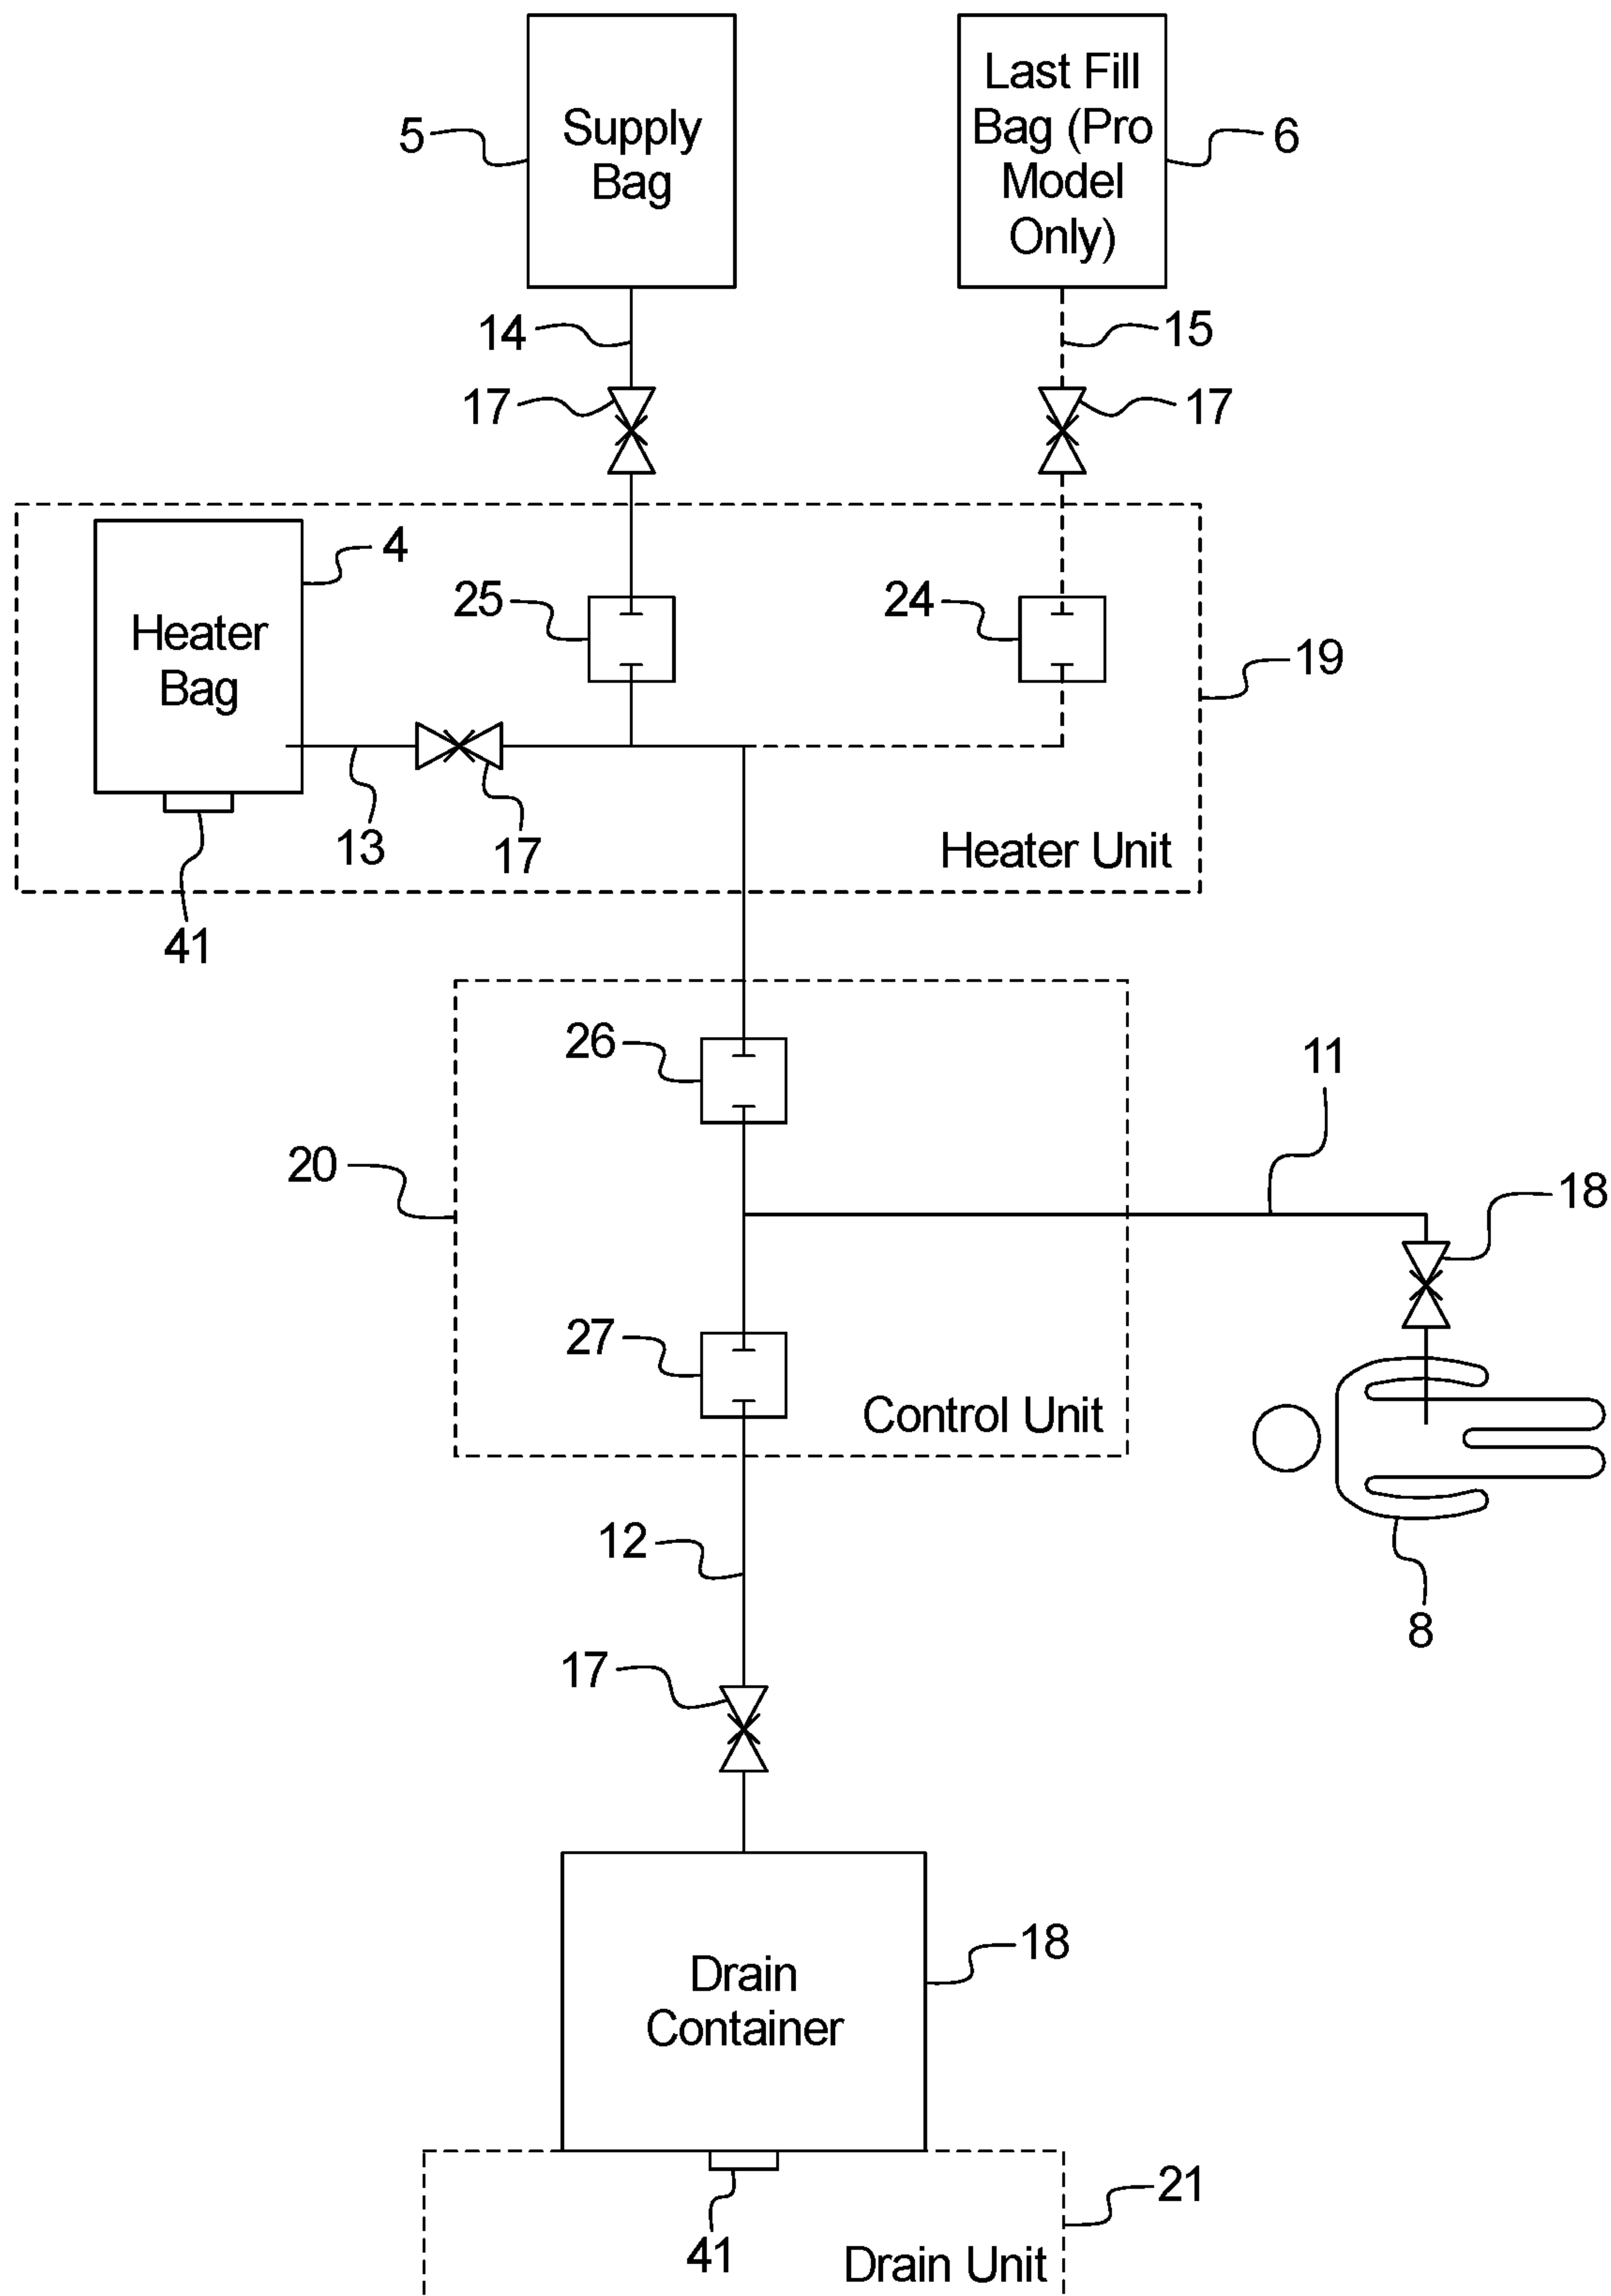 Supply
Bag
5
Last Fill
Bag (Pro
Model
Only)
6
14
15
17
17
4
Heater
Bag
25
24
19
13
17
Heater Unit
41
26
11
20
18
27
Control Unit
12
8
17
18
Drain
Container
21
41
Drain Unit